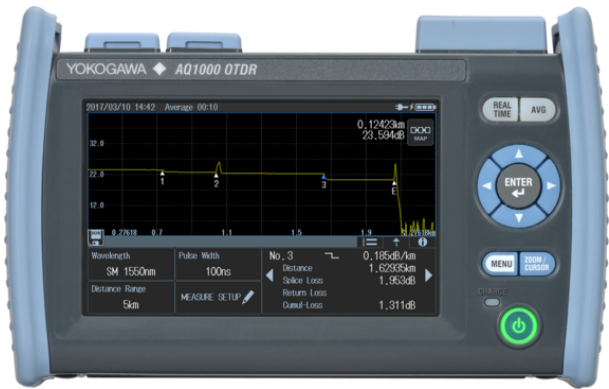 YOKOGAWA ◆ AQ1000 OTDR
2017/03/10 14:42 Average 00:10
0.12423km
23.594dB
MAP
32.0
22.0
12.0
1
2
3
E
0.27618 0.7 1.1 1.5 1.9
Wavelength
SM 1550nm
Pulse Width
100ns
Distance Range
5km
MEASURE SETUP
No. 3
0.185dB/km
Distance 1.62935km
Splice Loss 1.953dB
Return Loss
Cumul-Loss 1.311dB
REAL TIME
AVG
ENTER
MENU
ZOOM / CURSOR
CHARGE